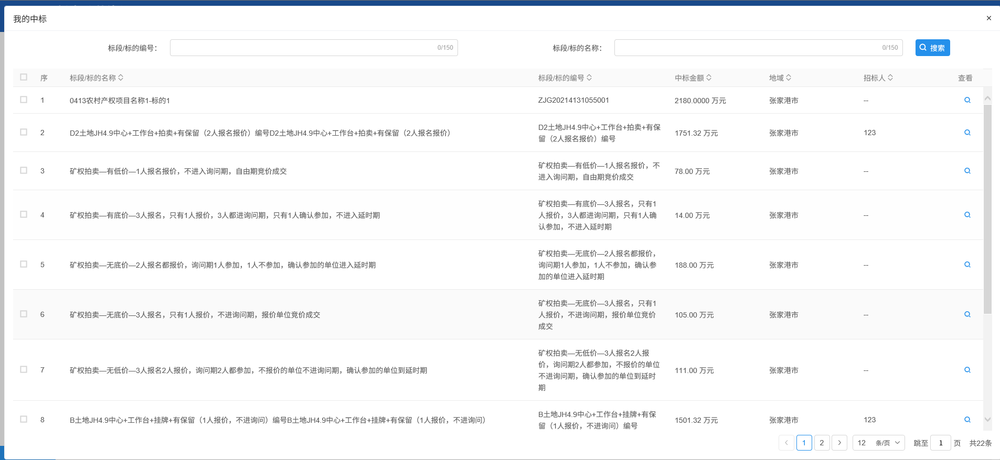 我的中标
×
标段/标的编号：
0/150
标段/标的名称：
0/150
搜索
序
标段/标的名称
标段/标的编号
中标金额
地域
招标人
查看
1
0413农村产权项目名称1-标的1
ZJG20214131055001
2180.0000 万元
张家港市
--
2
D2土地JH4.9中心+工作台+拍卖+有保留（2人报名报价）编号D2土地JH4.9中心+工作台+拍卖+有保留（2人报名报价）
D2土地JH4.9中心+工作台+拍卖+有保
留（2人报名报价）编号
1751.32 万元
张家港市
123
3
矿权拍卖—有低价—1人报名报价，不进入询问期，自由期竞价成交
矿权拍卖—有低价—1人报名报价，不
进入询问期，自由期竞价成交
78.00 万元
张家港市
--
4
矿权拍卖—有底价—3人报名，只有1人报价，3人都进询问期，只有1人确认参加，不进入延时期
矿权拍卖—有底价—3人报名，只有1
人报价，3人都进询问期，只有1人确
认参加，不进入延时期
14.00 万元
张家港市
--
5
矿权拍卖—无底价—2人报名都报价，询问期1人参加，1人不参加，确认参加的单位进入延时期
矿权拍卖—无底价—2人报名都报价，
询问期1人参加，1人不参加，确认参
加的单位进入延时期
188.00 万元
张家港市
--
6
矿权拍卖—无底价—3人报名，只有1人报价，不进询问期，报价单位竞价成交
矿权拍卖—无底价—3人报名，只有1
人报价，不进询问期，报价单位竞价
成交
105.00 万元
张家港市
--
7
矿权拍卖—无低价—3人报名2人报价，询问期2人都参加，不报价的单位不进询问期，确认参加的单位到延时期
矿权拍卖—无低价—3人报名2人报
价，询问期2人都参加，不报价的单位
不进询问期，确认参加的单位到延时
期
111.00 万元
张家港市
--
8
B土地JH4.9中心+工作台+挂牌+有保留（1人报价，不进询问）编号B土地JH4.9中心+工作台+挂牌+有保留（1人报价，不进询问）
B土地JH4.9中心+工作台+挂牌+有保
留（1人报价，不进询问）编号
1501.32 万元
张家港市
123
1
2
12 条/页
跳至 1 页 共22条